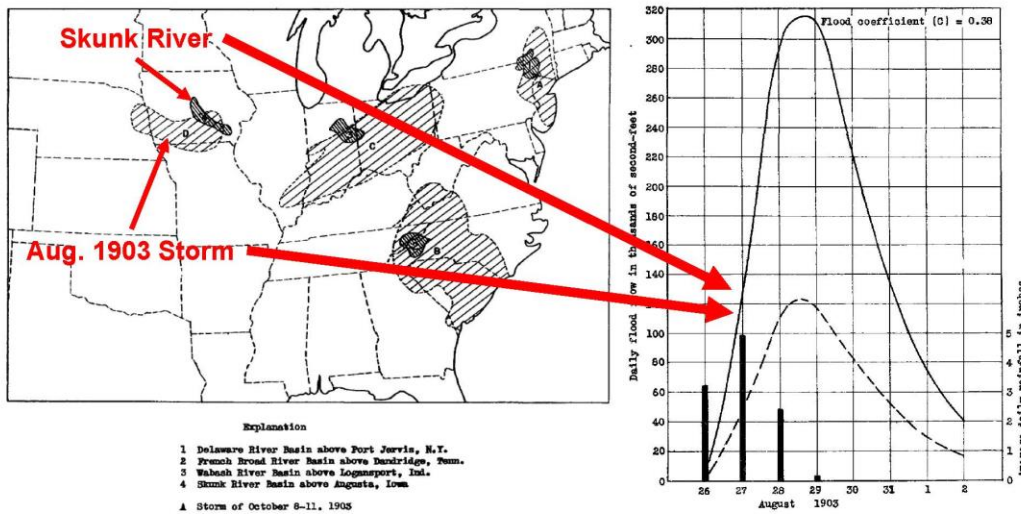 Skunk River
Aug. 1903 Storm
A
D
C
B
Explanation
1 Delaware River Basin above Port Jervis, N.Y.
2 French Broad River Basin above Dandridge, Tenn.
3 Wabash River Basin above Logansport, Ind.
4 Skunk River Basin above Augusta, Iowa
A Storm of October 8-11, 1903
Flood coefficient (C) = 0.38
Daily flood flow in thousands of second-feet
320
300
280
260
240
220
200
180
160
140
120
100
80
60
40
20
0
5
4
3
2
1
0
26 27 28 29 30 31 1 2
August 1903